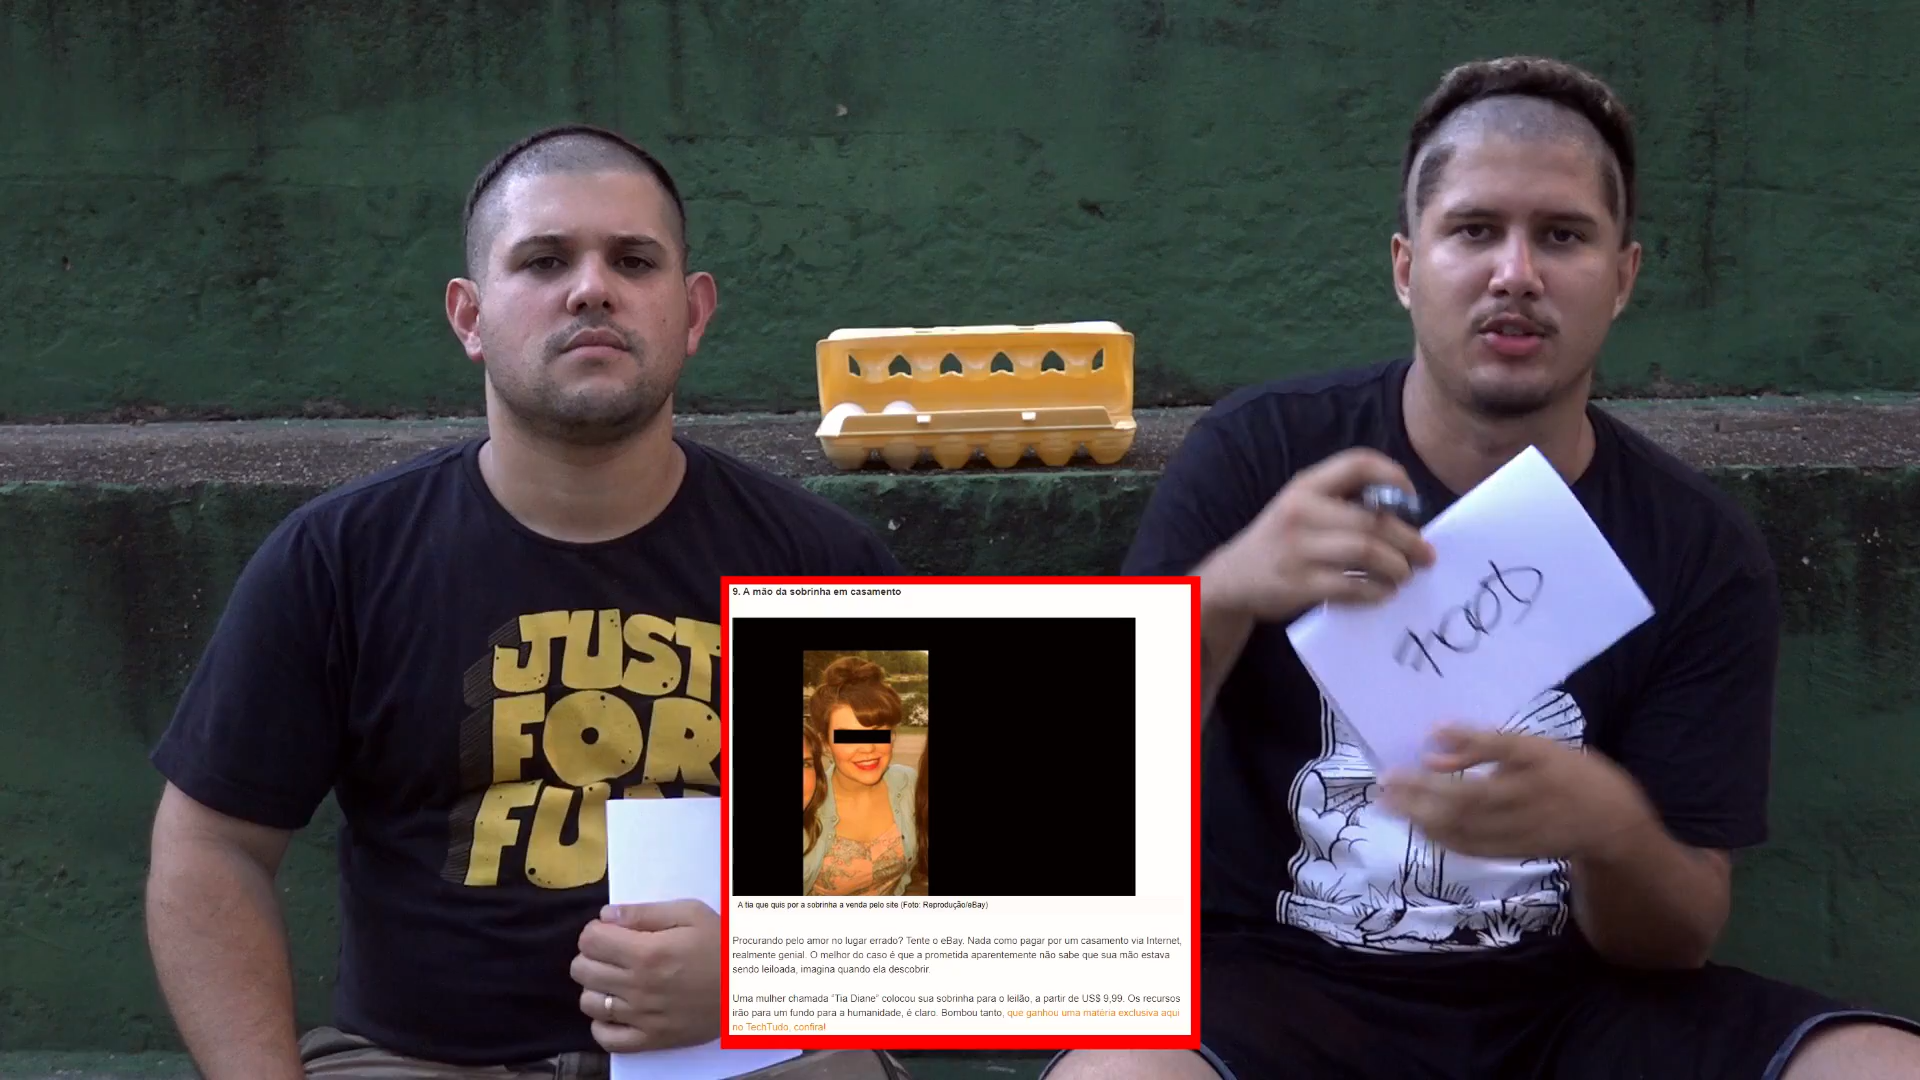 JUST
FOR
9. A mão da sobrinha em casamento
A tia que quis por a sobrinha a venda pelo site (Foto: Reprodução/eBay)
Procurando pelo amor no lugar errado? Tente o eBay. Nada como pagar por um casamento via Internet,
realmente genial. O melhor do caso é que a prometida aparentemente não sabe que sua mão estava
sendo leiloada, imagina quando ela descobrir.
Uma mulher chamada "Tia Diane" colocou sua sobrinha para o leilão, a partir de US$ 9,99. Os recursos
irão para um fundo para a humanidade, é claro. Bombou tanto, que ganhou uma matéria exclusiva aqui
no TechTudo, confira!